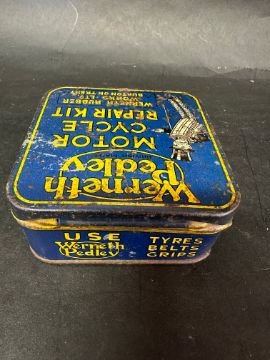 Werneth
Pedley
MOTOR
CYCLE
REPAIR KIT
WERNETH RUBBER
WORKS LTD.
BURTON ON TRENT
USE
Werneth
Pedley
TYRES
BELTS
GRIPS